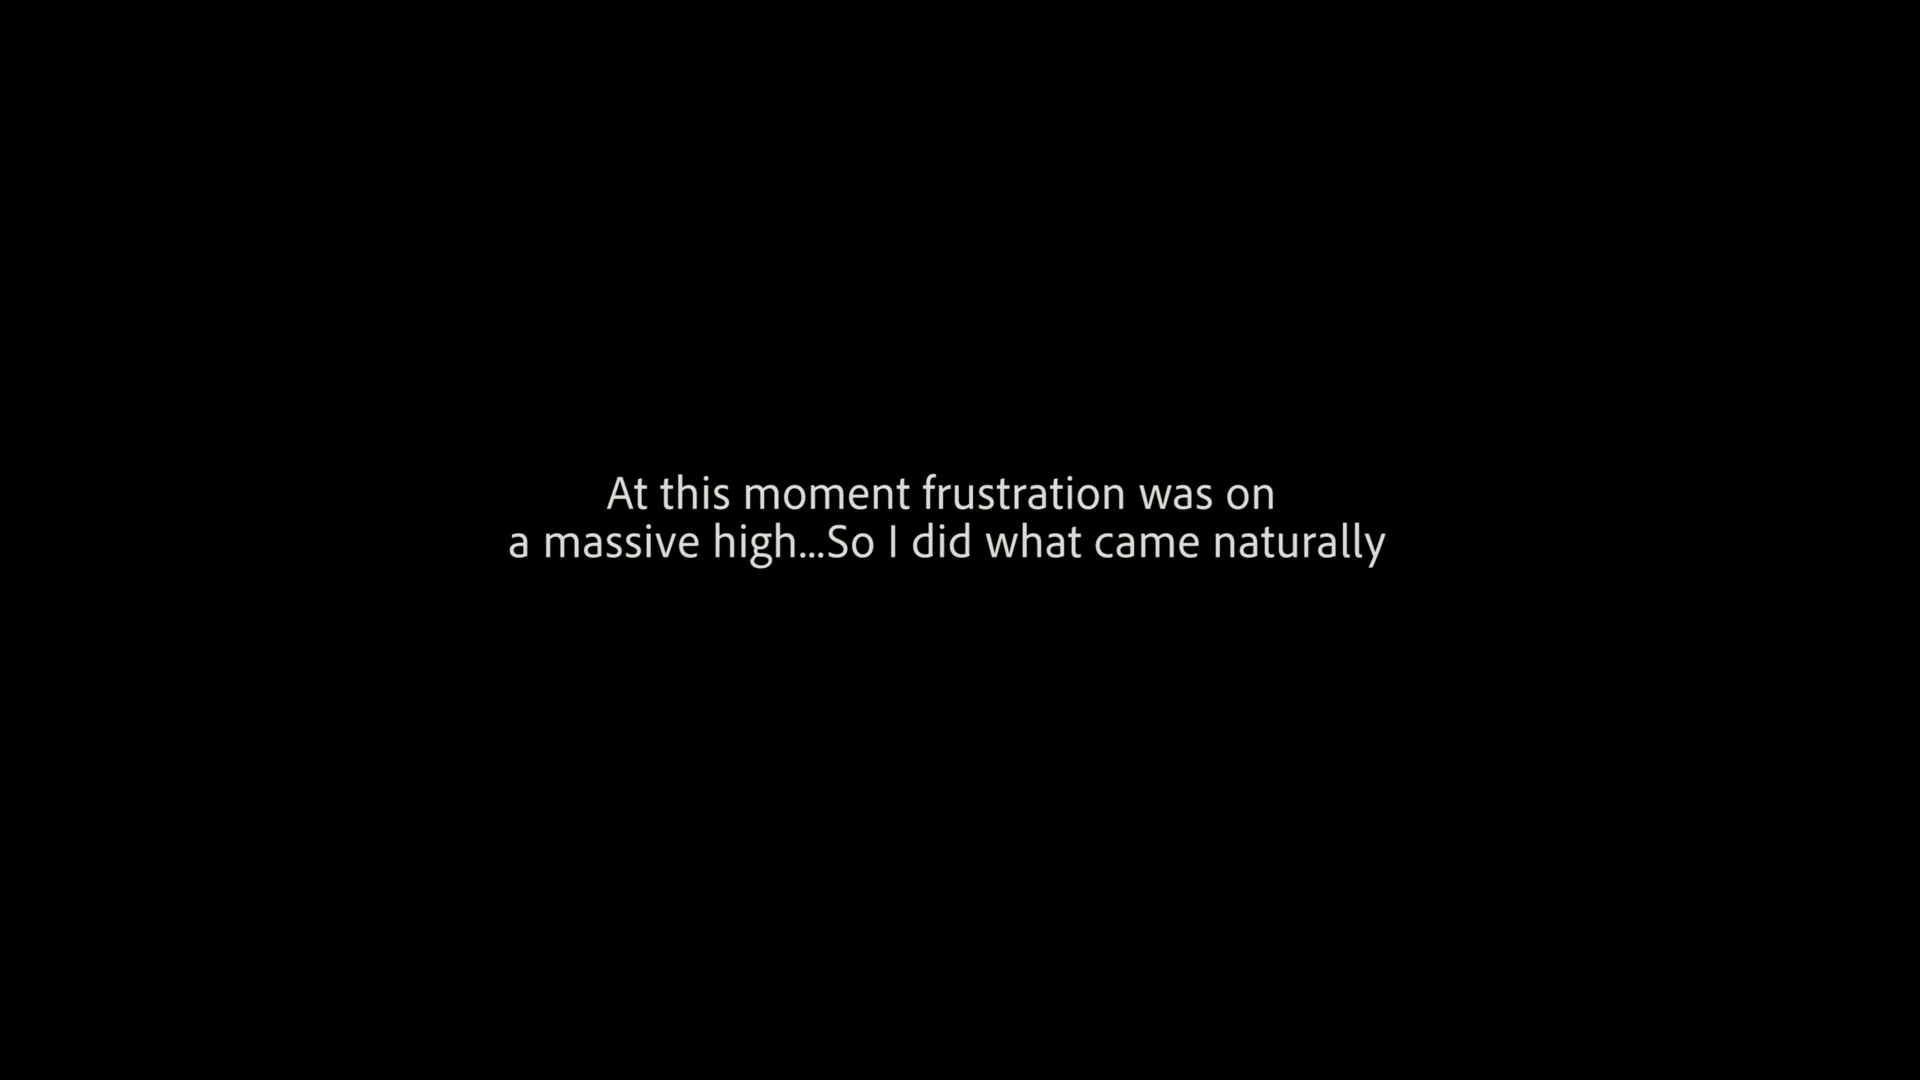 At this moment frustration was on
a massive high...So I did what came naturally